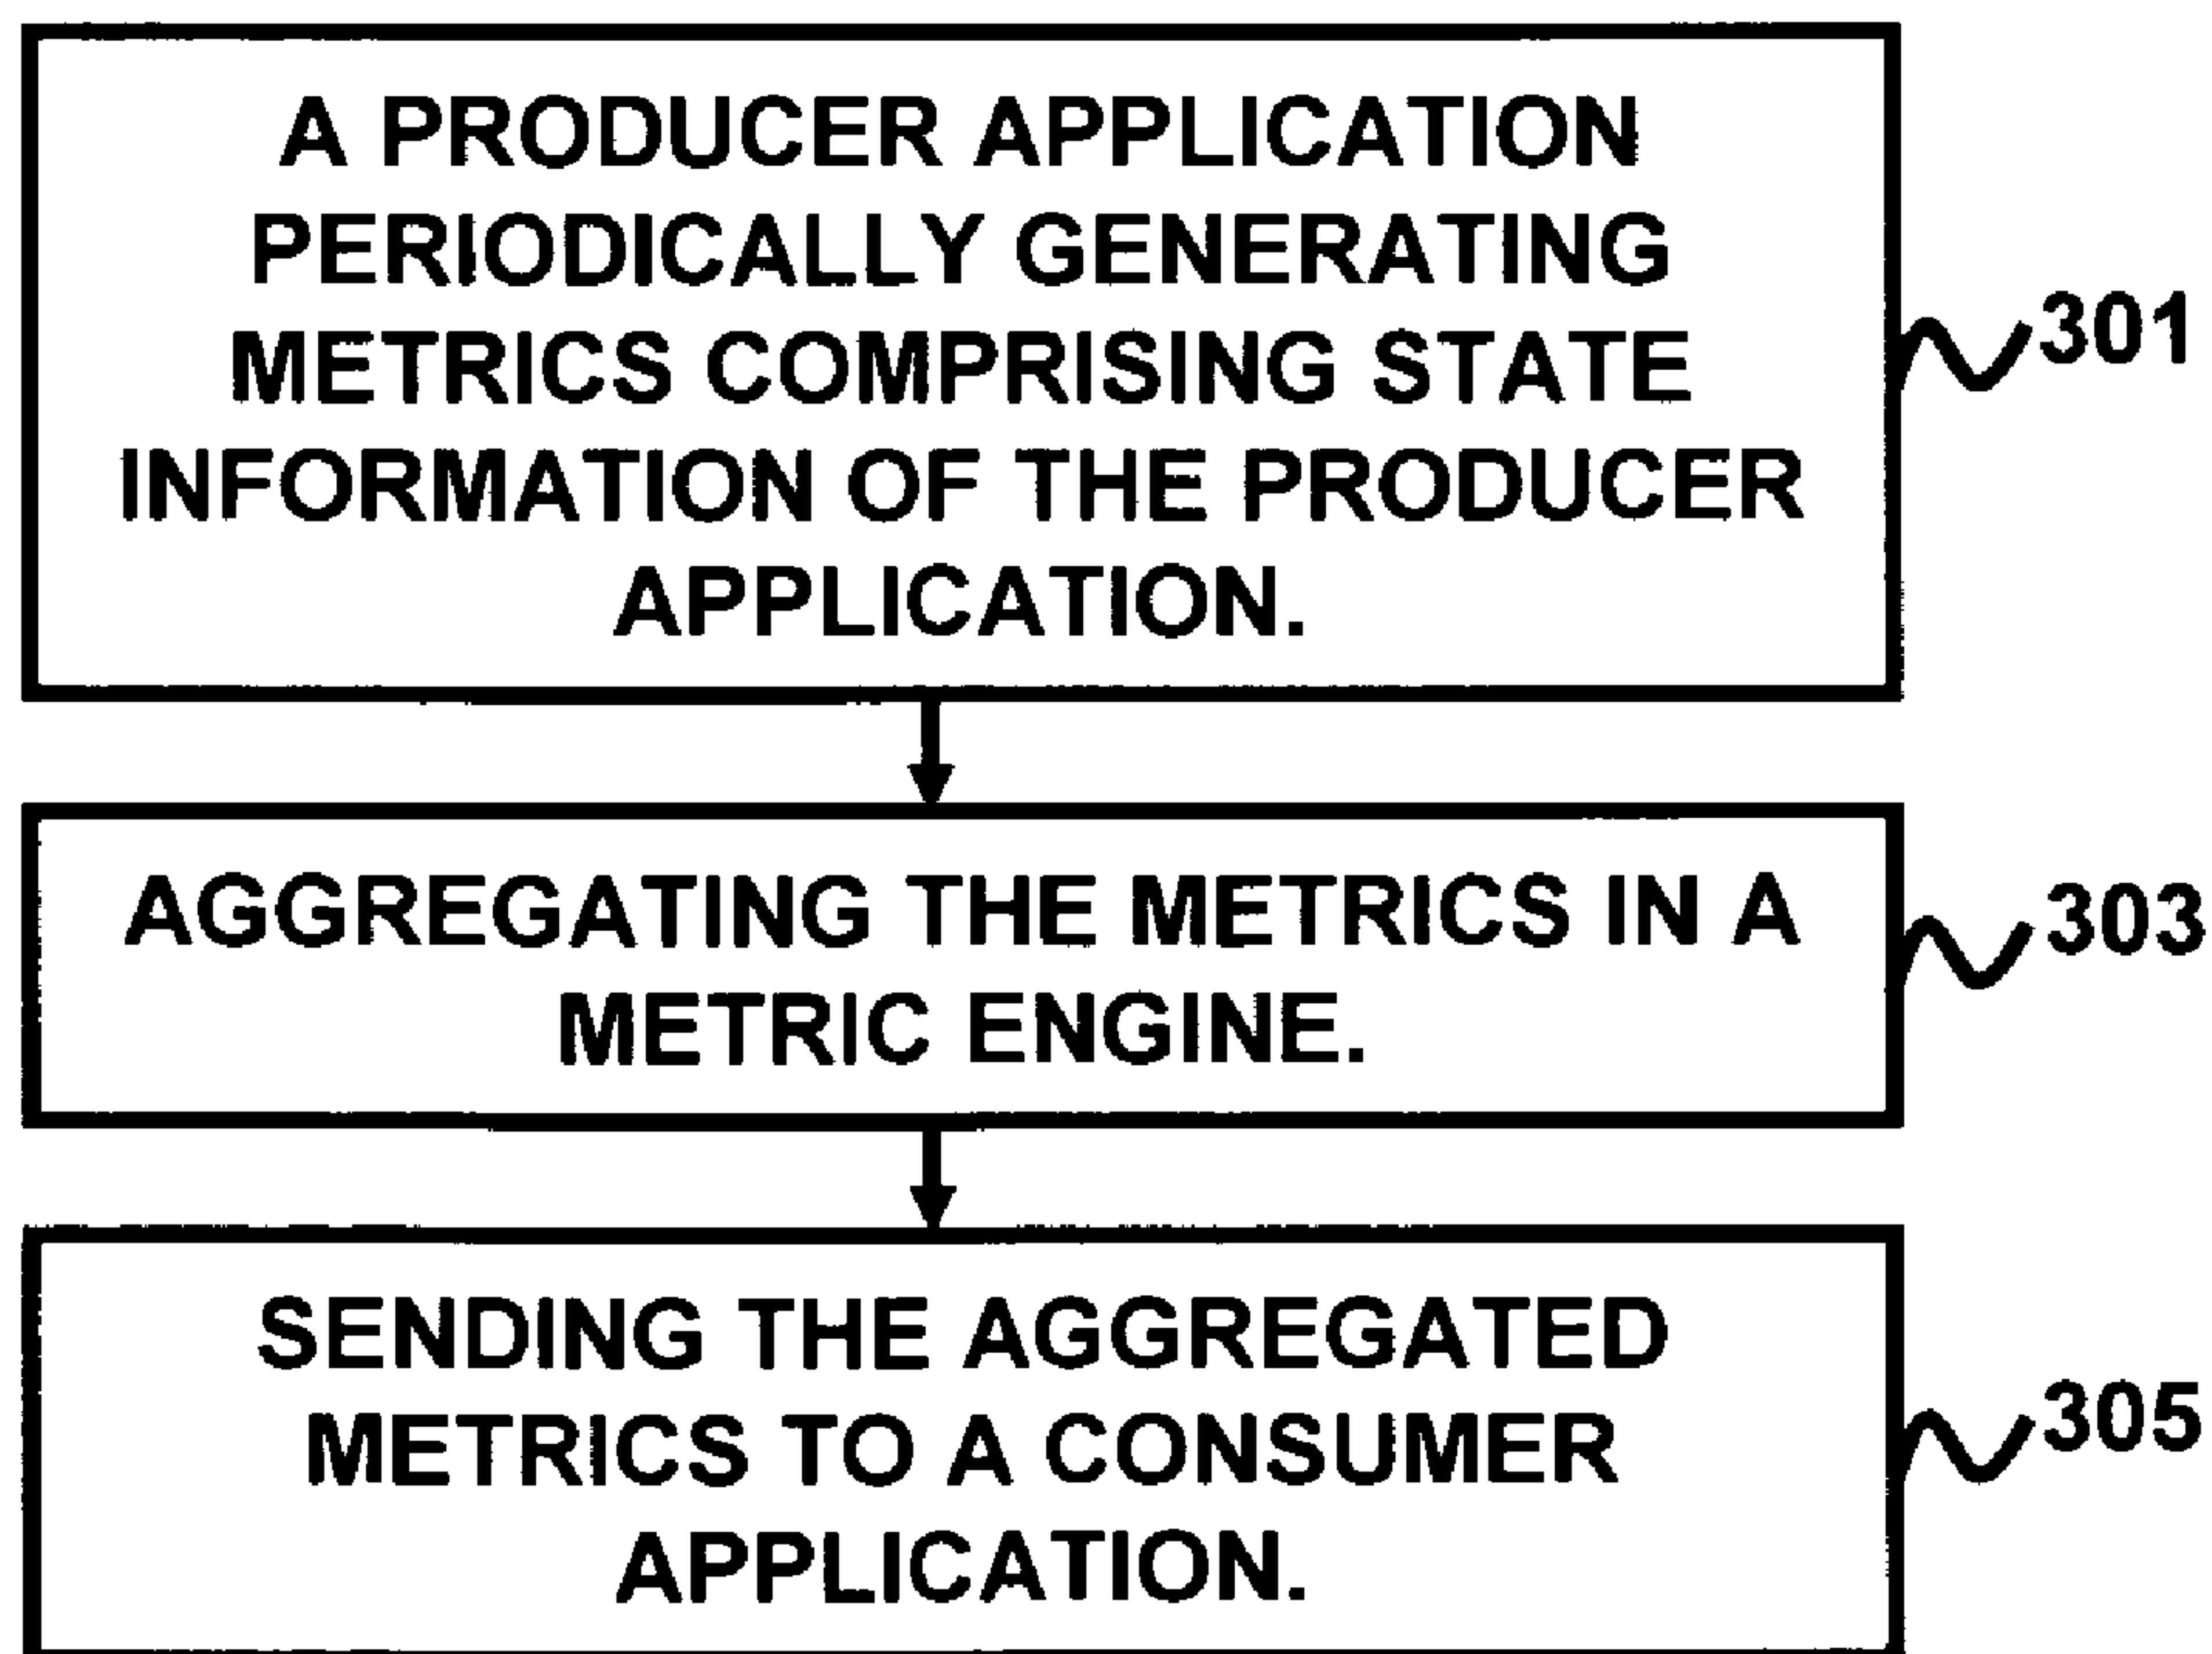 A PRODUCER APPLICATION
PERIODICALLY GENERATING
METRICS COMPRISING STATE
INFORMATION OF THE PRODUCER
APPLICATION.
301
AGGREGATING THE METRICS IN A
METRIC ENGINE.
303
SENDING THE AGGREGATED
METRICS TO A CONSUMER
APPLICATION.
305